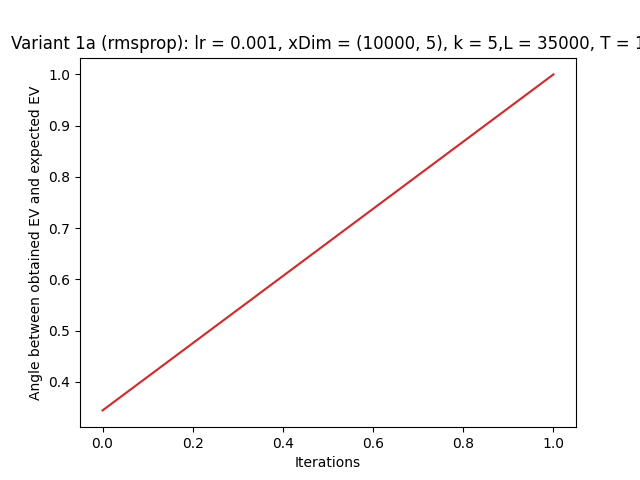 Variant 1a (rmsprop): lr = 0.001, xDim = (10000, 5), k = 5,L = 35000, T = 1
Angle between obtained EV and expected EV
1.0
0.9
0.8
0.7
0.6
0.5
0.4
0.0 0.2 0.4 0.6 0.8 1.0
Iterations